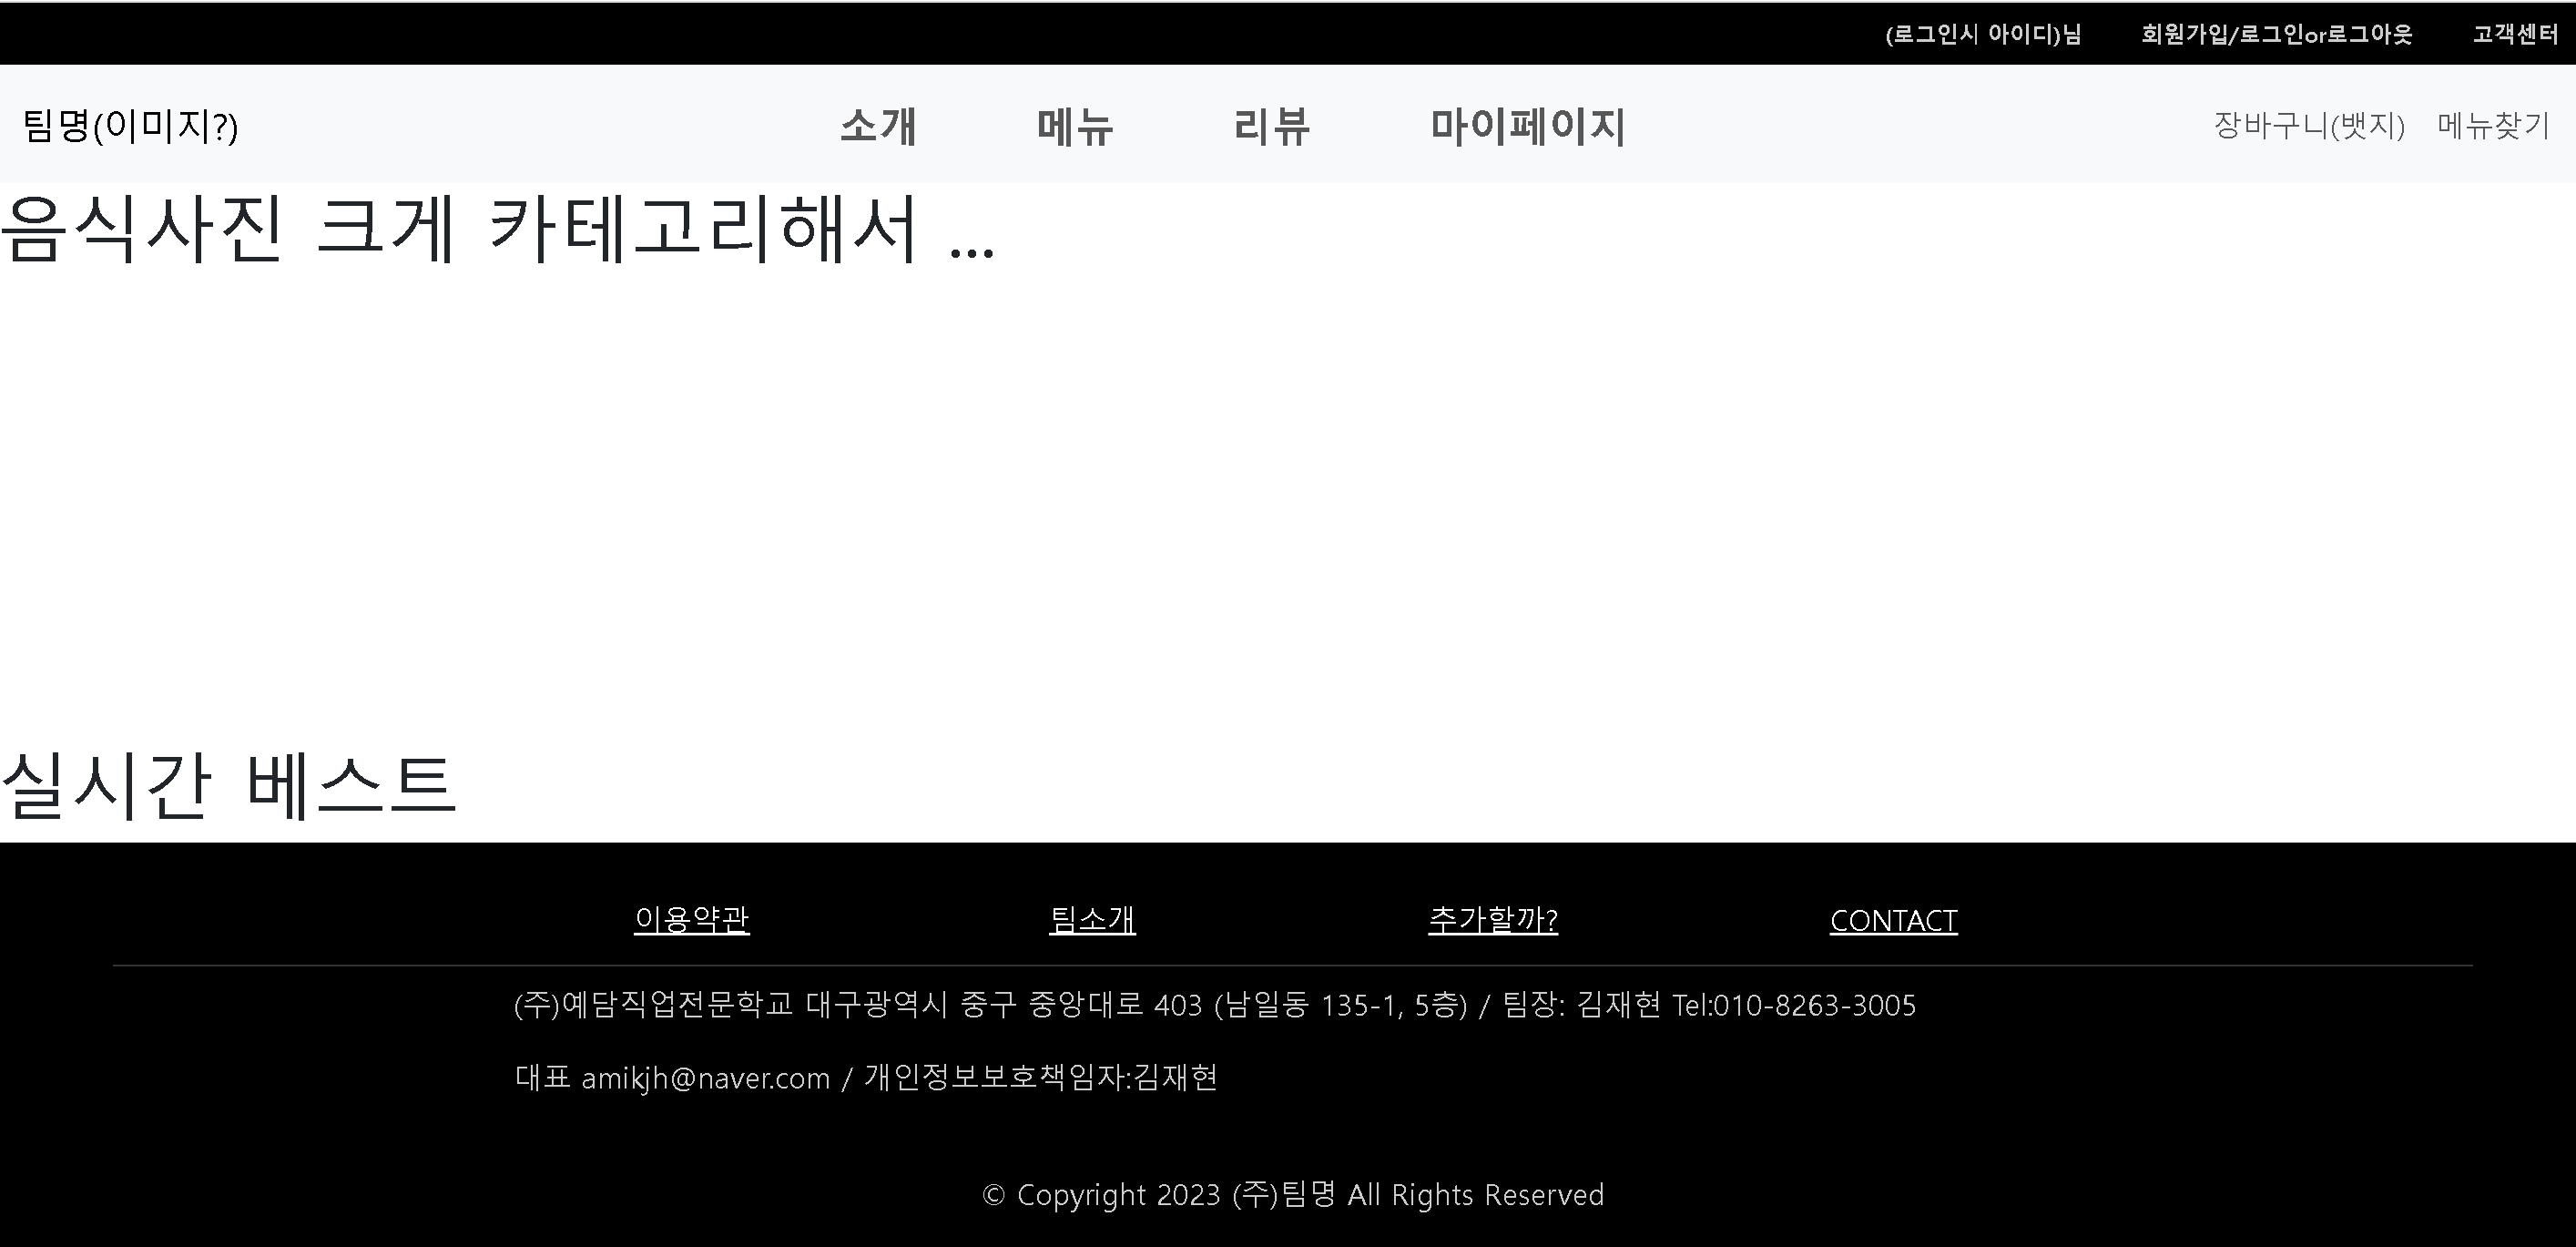 (로그인시 아이디)님 회원가입/로그인or로그아웃 고객센터
팀명(이미지?) 소개 메뉴 리뷰 마이페이지 장바구니(뱃지) 메뉴찾기
음식사진 크게 카테고리해서 ...
실시간 베스트
이용약관 팀소개 추가할까? CONTACT
(주)예담직업전문학교 대구광역시 중구 중앙대로 403 (남일동 135-1, 5층) / 팀장: 김재현 Tel:010-8263-3005
대표 amikjh@naver.com / 개인정보보호책임자:김재현
© Copyright 2023 (주)팀명 All Rights Reserved